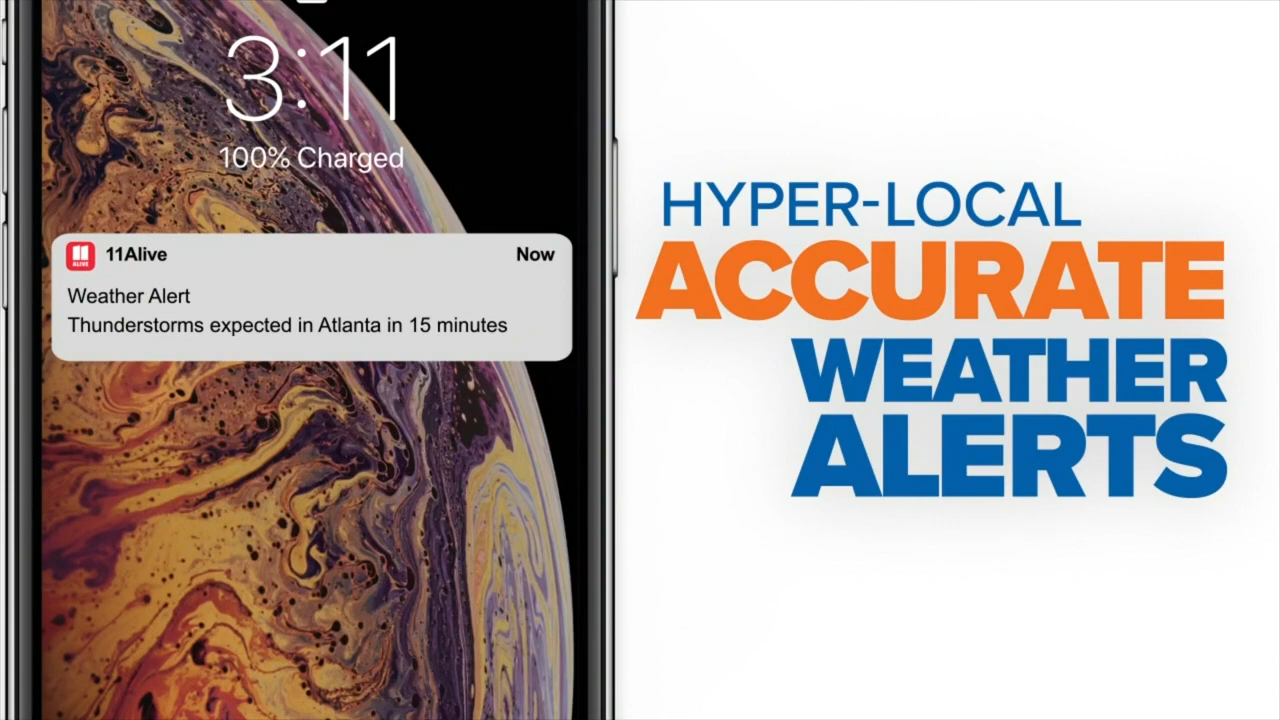 3:11
100% Charged
ALIVE
11Alive
Now
Weather Alert
Thunderstorms expected in Atlanta in 15 minutes
HYPER-LOCAL
ACCURATE
WEATHER
ALERTS